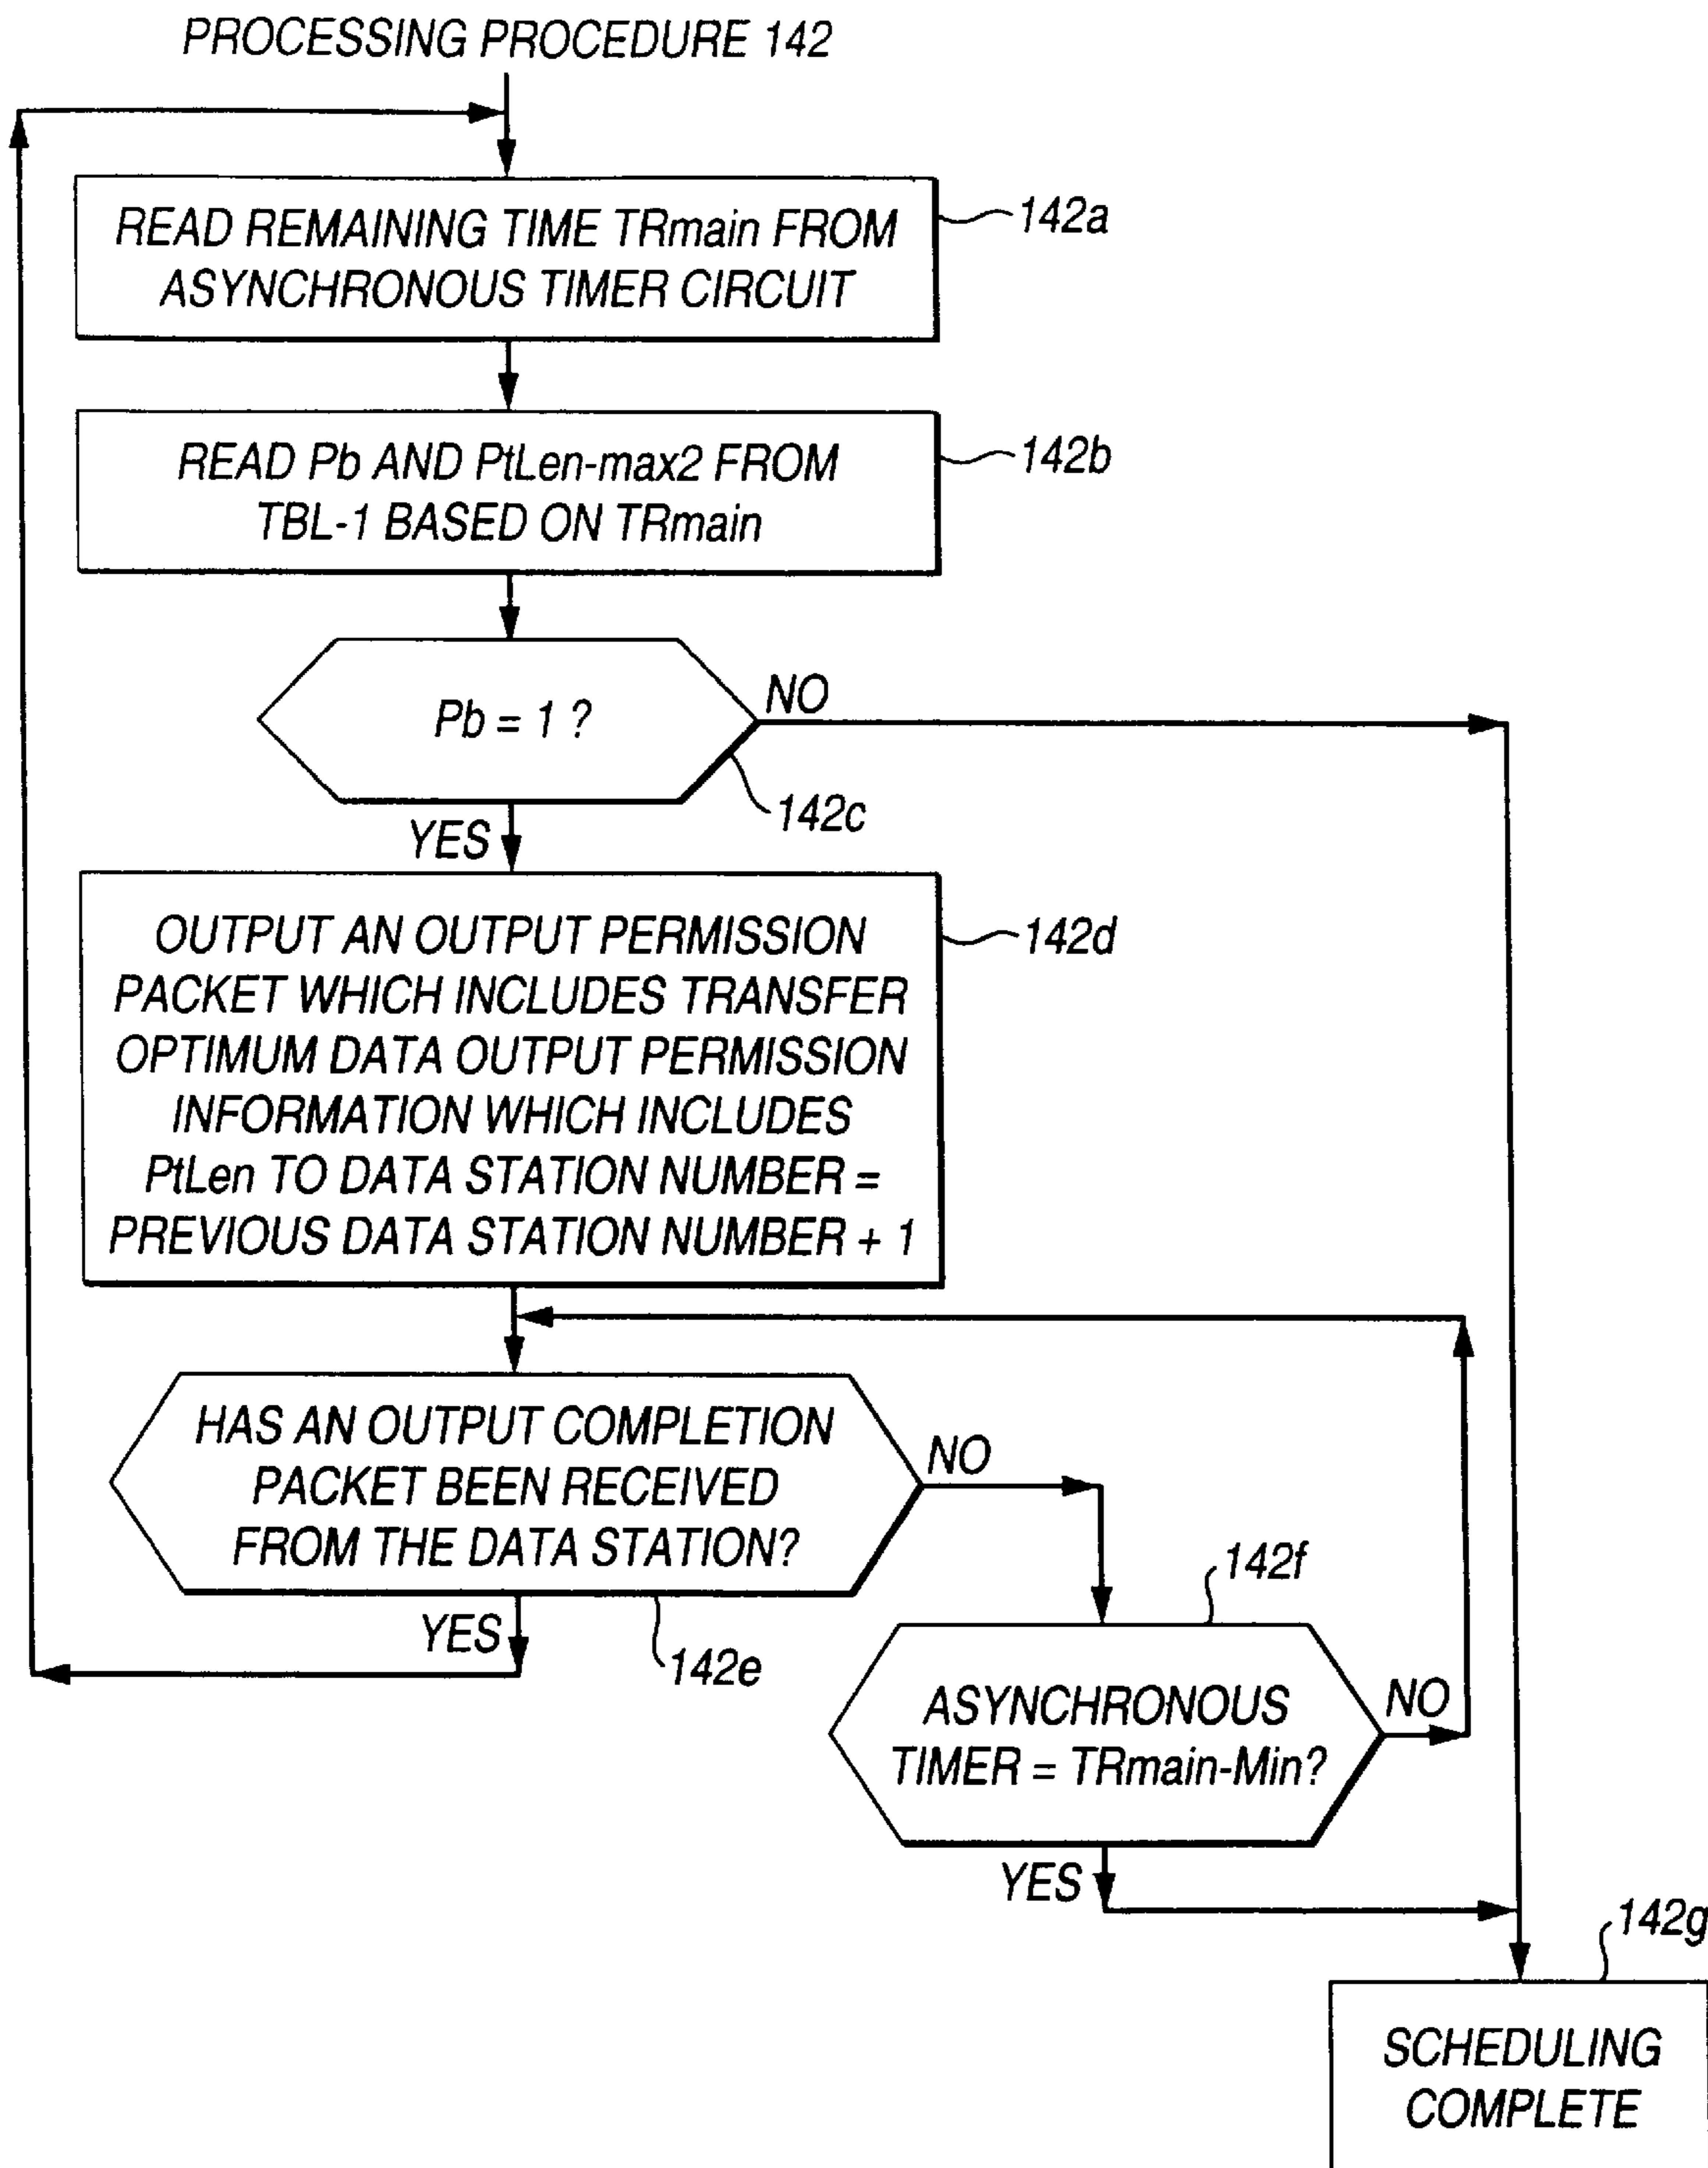 PROCESSING PROCEDURE 142
READ REMAINING TIME TRmain FROM
ASYNCHRONOUS TIMER CIRCUIT
142a
READ Pb AND PtLen-max2 FROM
TBL-1 BASED ON TRmain
142b
Pb = 1 ?
NO
142c
YES
OUTPUT AN OUTPUT PERMISSION
PACKET WHICH INCLUDES TRANSFER
OPTIMUM DATA OUTPUT PERMISSION
INFORMATION WHICH INCLUDES
PtLen TO DATA STATION NUMBER =
PREVIOUS DATA STATION NUMBER + 1
142d
HAS AN OUTPUT COMPLETION
PACKET BEEN RECEIVED
FROM THE DATA STATION?
NO
YES
142e
142f
ASYNCHRONOUS
TIMER = TRmain-Min?
NO
YES
142g
SCHEDULING
COMPLETE